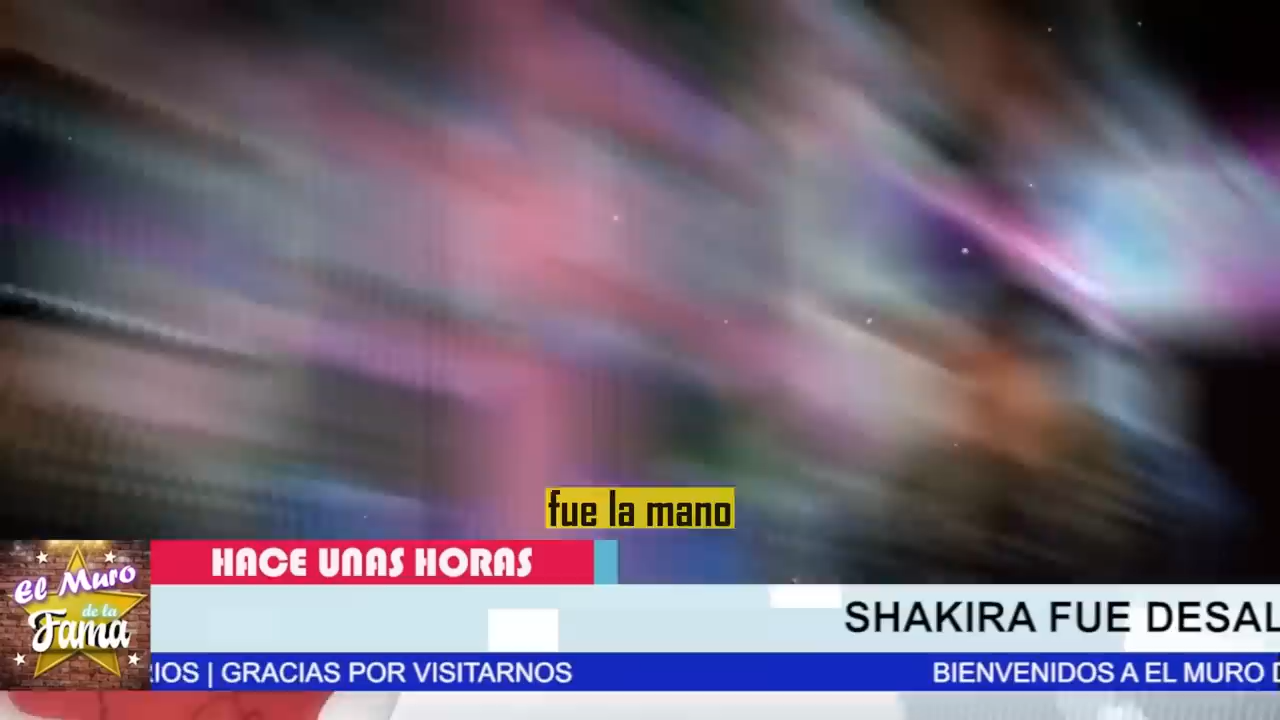 fue la mano
HACE UNAS HORAS
El Muro
de la
Fama
SHAKIRA FUE DESAL
RIOS | GRACIAS POR VISITARNOS
BIENVENIDOS A EL MURO D